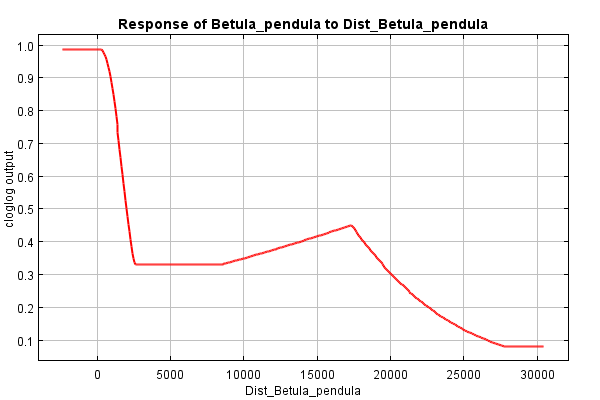 Response of Betula_pendula to Dist_Betula_pendula
1.0
0.9
0.8
0.7
0.6
0.5
0.4
0.3
0.2
0.1
cloglog output
0 5000 10000 15000 20000 25000 30000
Dist_Betula_pendula